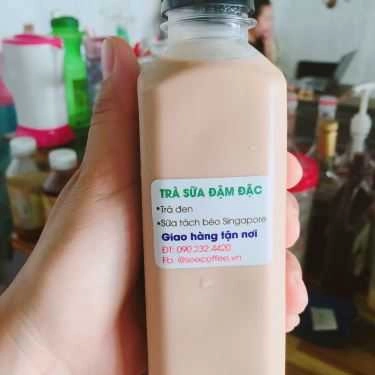 TRÀ SỮA ĐẬM ĐẶC
•Trà đen
•Sữa tách béo Singapore
Giao hàng tận nơi
ĐT: 090.232.4420
Fb: @seecoffee.vn